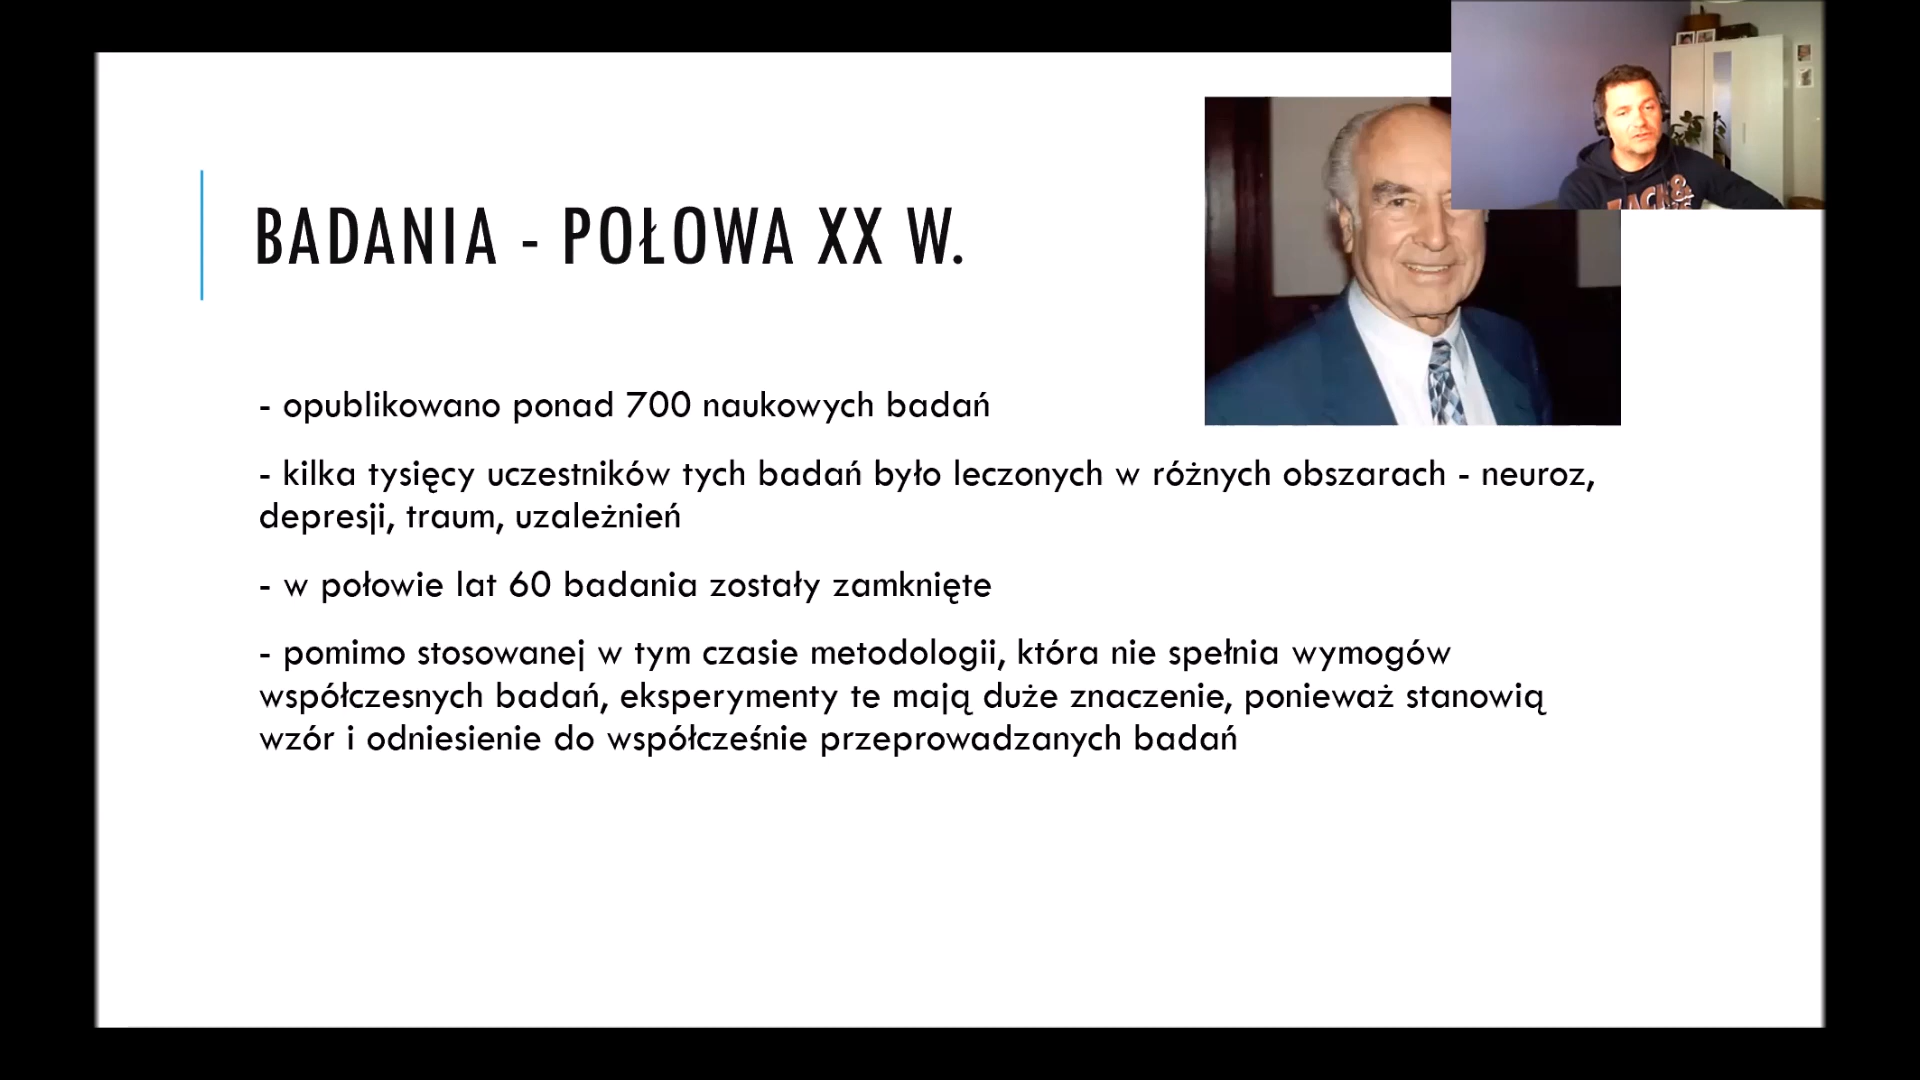 BADANIA - POŁOWA XX W.
- opublikowano ponad 700 naukowych badań
- kilka tysięcy uczestników tych badań było leczonych w różnych obszarach - neuroz,
depresji, traum, uzależnień
- w połowie lat 60 badania zostały zamknięte
- pomimo stosowanej w tym czasie metodologii, która nie spełnia wymogów
współczesnych badań, eksperymenty te mają duże znaczenie, ponieważ stanowią
wzór i odniesienie do współcześnie przeprowadzanych badań